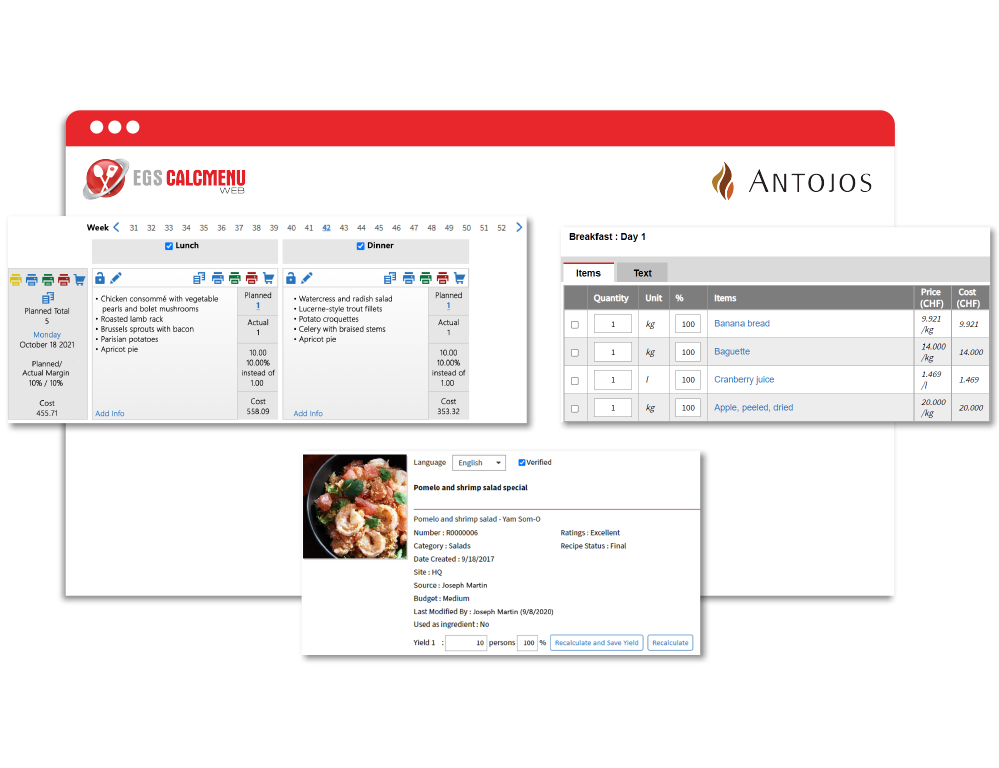 EGS CALCMENU
WEB
ANTOJOS
Week 31 32 33 34 35 36 37 38 39 40 41 42 43 44 45 46 47 48 49 50 51 52
Lunch
Dinner
Planned Total
5
Monday
October 18 2021
Planned/
Actual Margin
10% / 10%
Cost
455.71
• Chicken consommé with vegetable
pearls and bolet mushrooms
• Roasted lamb rack
• Brussels sprouts with bacon
• Parisian potatoes
• Apricot pie
Add Info
Planned
1
Actual
1
10.00
10.00%
instead of
1.00
Cost
558.09
• Watercress and radish salad
• Lucerne-style trout fillets
• Potato croquettes
• Celery with braised stems
• Apricot pie
Add Info
Planned
1
Actual
1
10.00
10.00%
instead of
1.00
Cost
353.32
Breakfast : Day 1
Items Text
Quantity Unit % Items Price (CHF) Cost (CHF)
1 kg 100 Banana bread 9.921 /kg 9.921
1 kg 100 Baguette 14.000 /kg 14.000
1 l 100 Cranberry juice 1.469 /l 1.469
1 kg 100 Apple, peeled, dried 20.000 /kg 20.000
Language English Verified
Pomelo and shrimp salad special
Pomelo and shrimp salad - Yam Som-O
Number : R0000006 Ratings : Excellent
Category : Salads Recipe Status : Final
Date Created : 9/18/2017
Site : HQ
Source : Joseph Martin
Budget : Medium
Last Modified By : Joseph Martin (9/8/2020)
Used as ingredient : No
Yield 1 : 10 persons 100 % Recalculate and Save Yield Recalculate